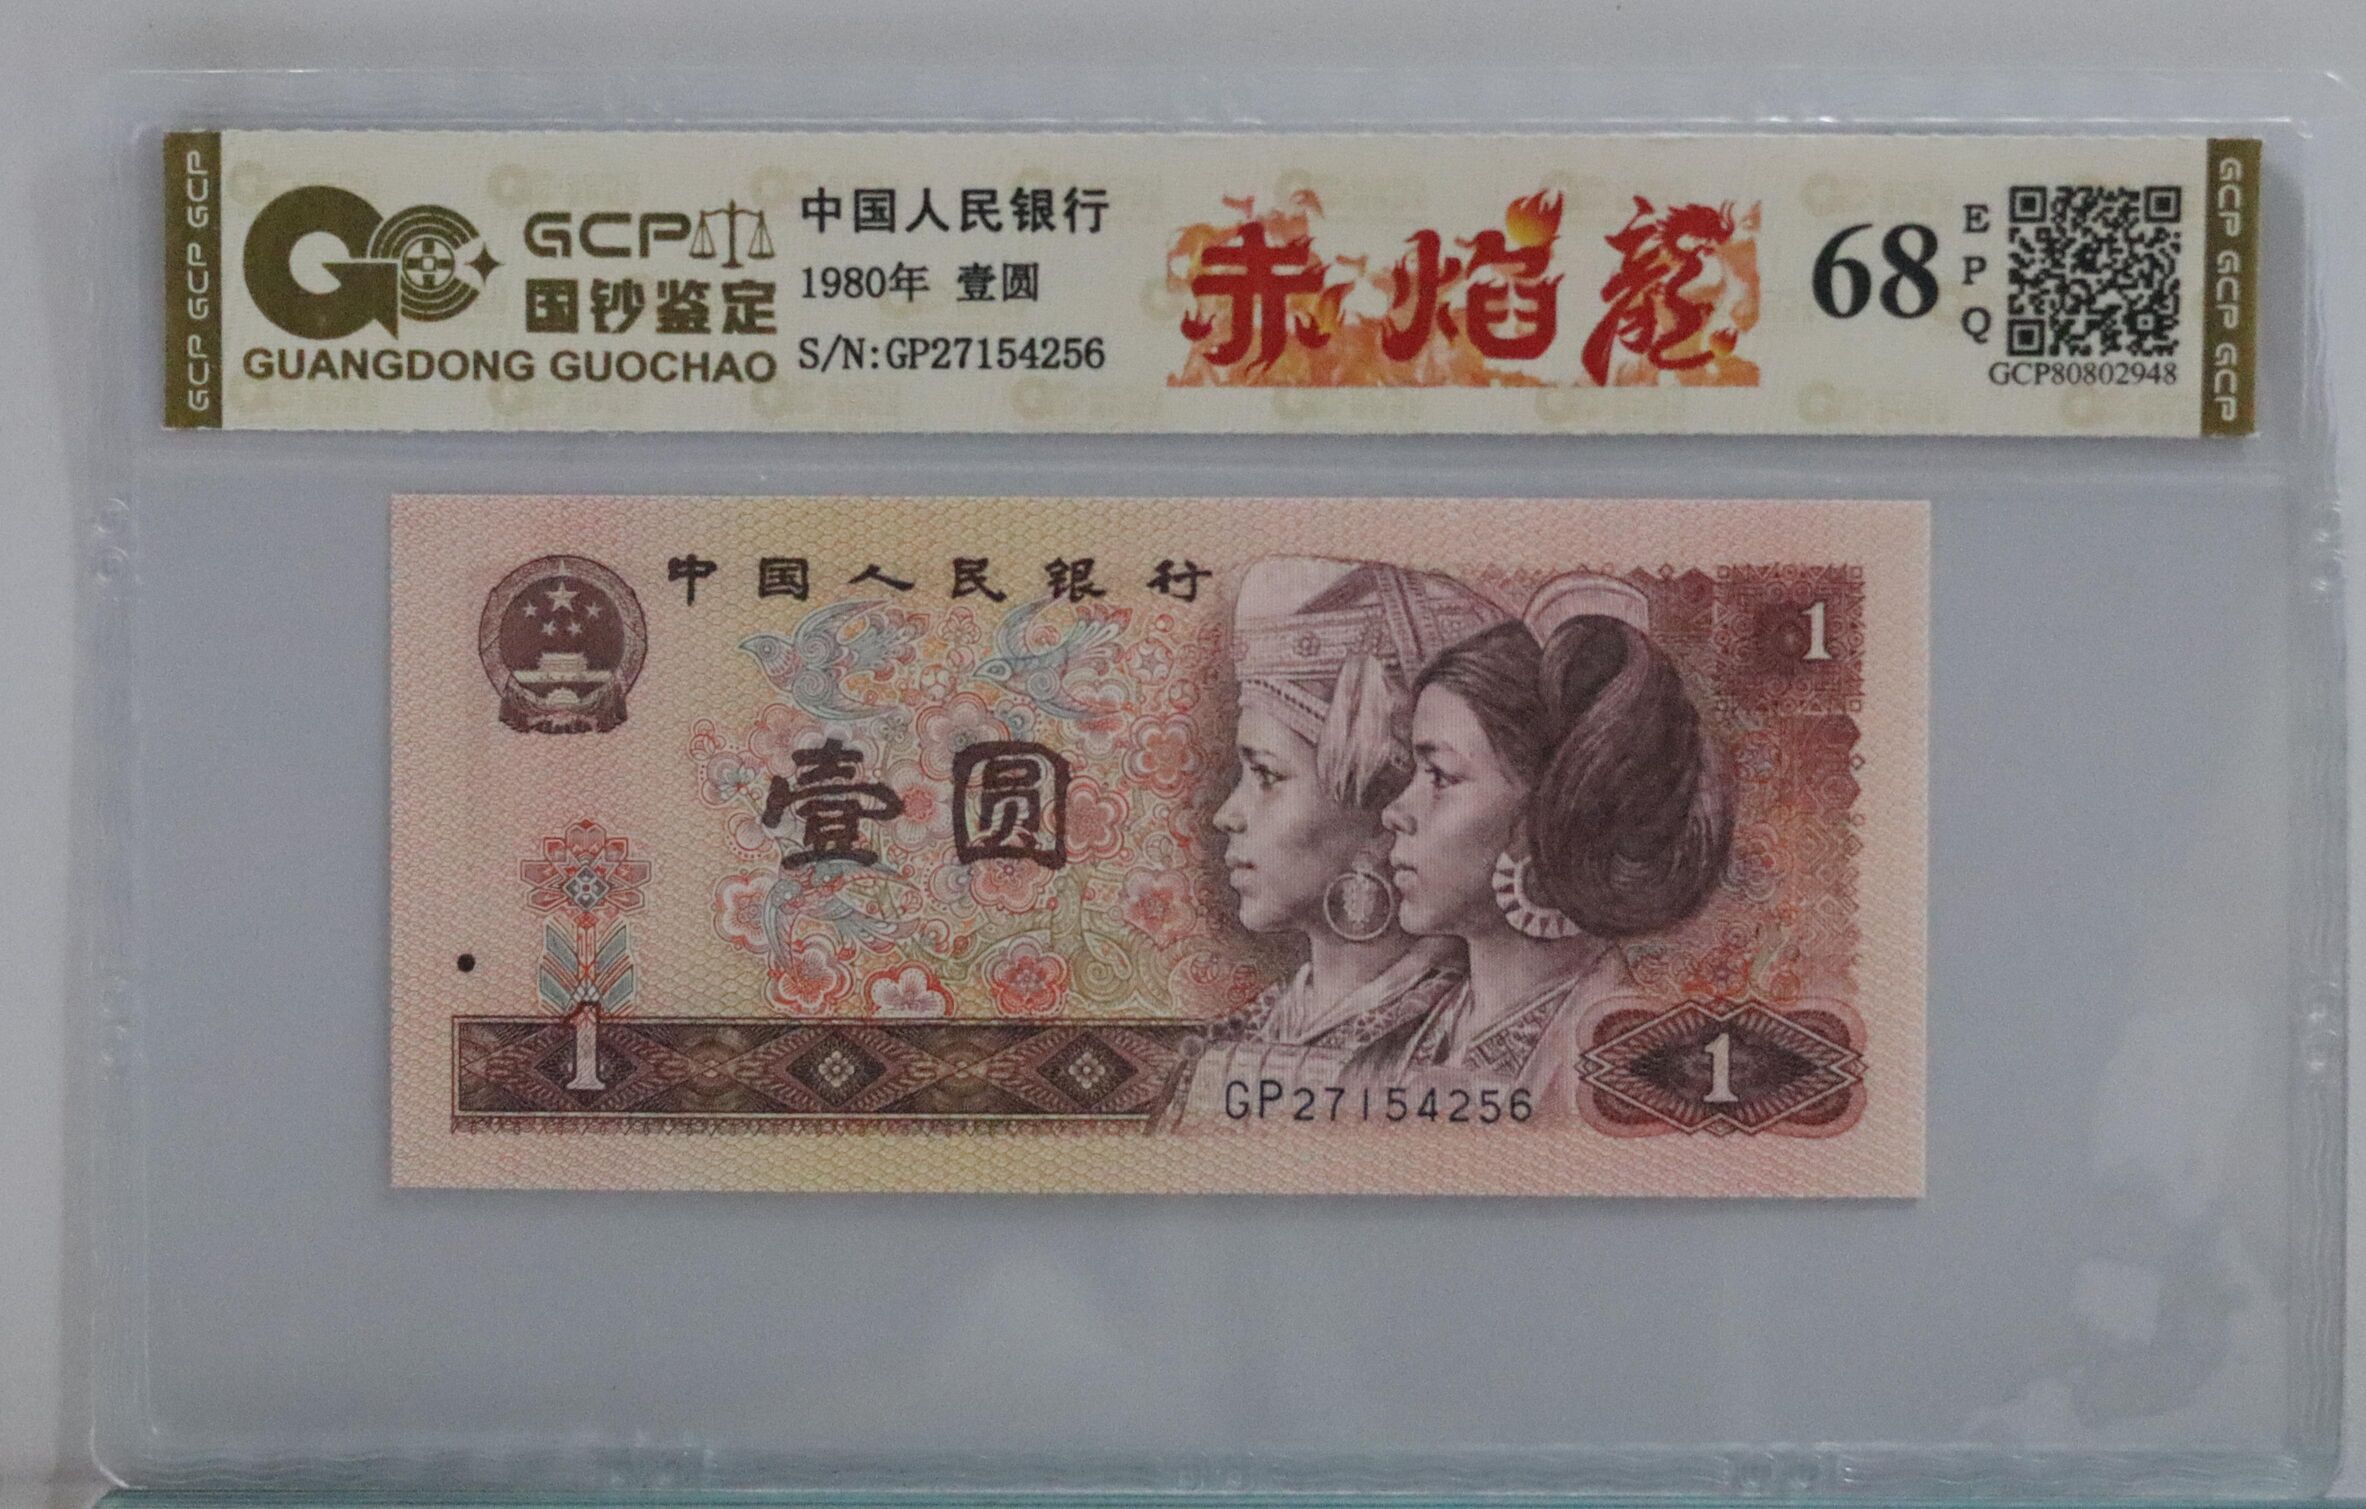 GCP GCP GCP
GCP
国钞鉴定
GUANGDONG GUOCHAO
中国人民银行
1980年 壹圆
S/N:GP27154256
赤焰龍
68
EPQ
GCP80802948
GCP GCP GCP
中国人民银行
1
壹圆
1
1
GP27154256